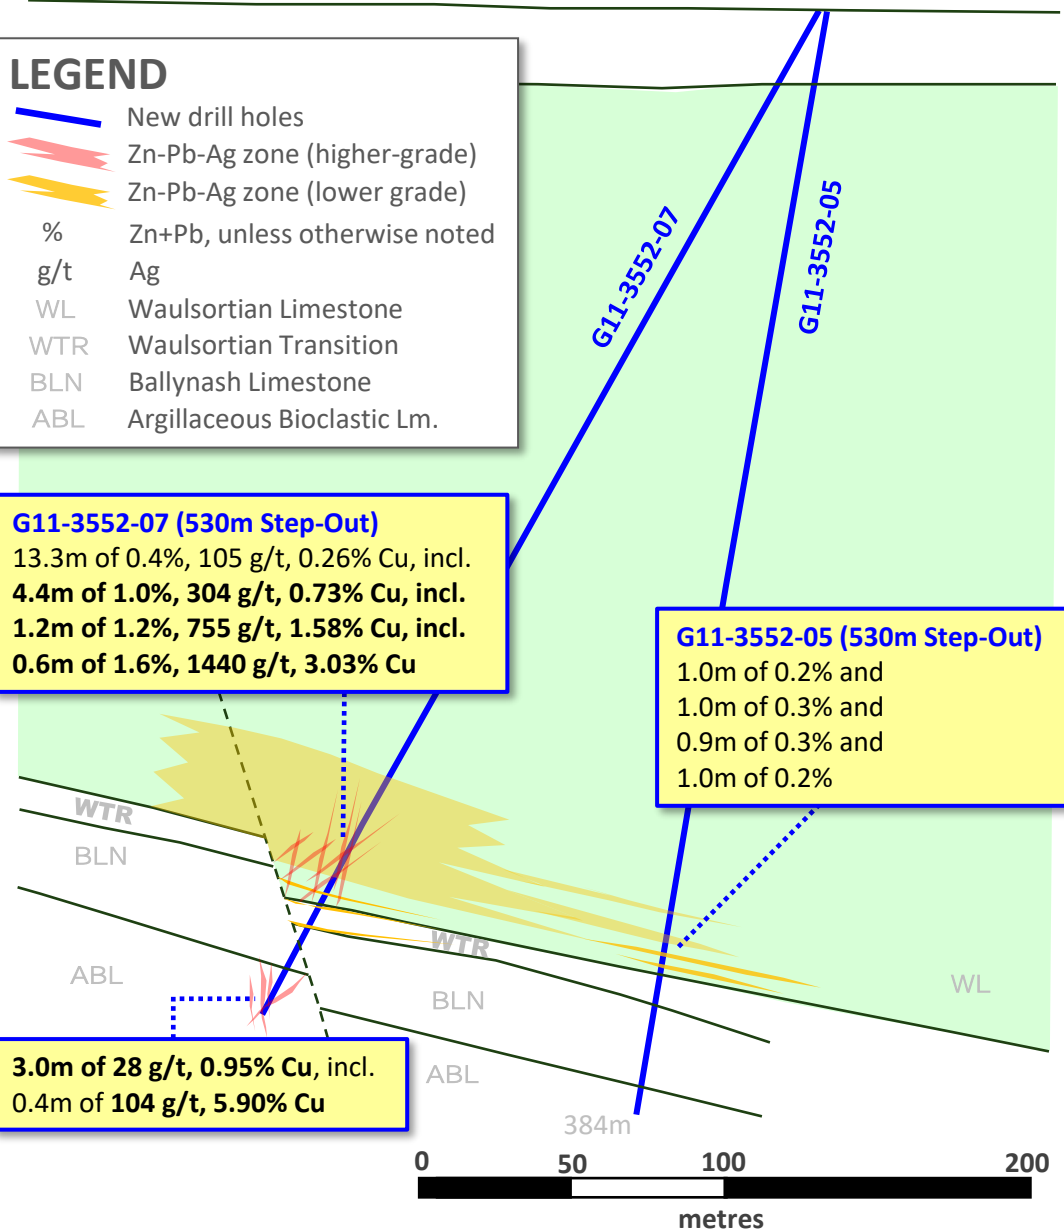 LEGEND
New drill holes
Zn-Pb-Ag zone (higher-grade)
Zn-Pb-Ag zone (lower grade)
% Zn+Pb, unless otherwise noted
g/t Ag
WL Waulsortian Limestone
WTR Waulsortian Transition
BLN Ballynash Limestone
ABL Argillaceous Bioclastic Lm.
G11-3552-07
G11-3552-05
G11-3552-07 (530m Step-Out)
13.3m of 0.4%, 105 g/t, 0.26% Cu, incl.
4.4m of 1.0%, 304 g/t, 0.73% Cu, incl.
1.2m of 1.2%, 755 g/t, 1.58% Cu, incl.
0.6m of 1.6%, 1440 g/t, 3.03% Cu
G11-3552-05 (530m Step-Out)
1.0m of 0.2% and
1.0m of 0.3% and
0.9m of 0.3% and
1.0m of 0.2%
WTR
BLN
ABL
WTR
BLN
WL
ABL
3.0m of 28 g/t, 0.95% Cu, incl.
0.4m of 104 g/t, 5.90% Cu
384m
0 50 100 200
metres